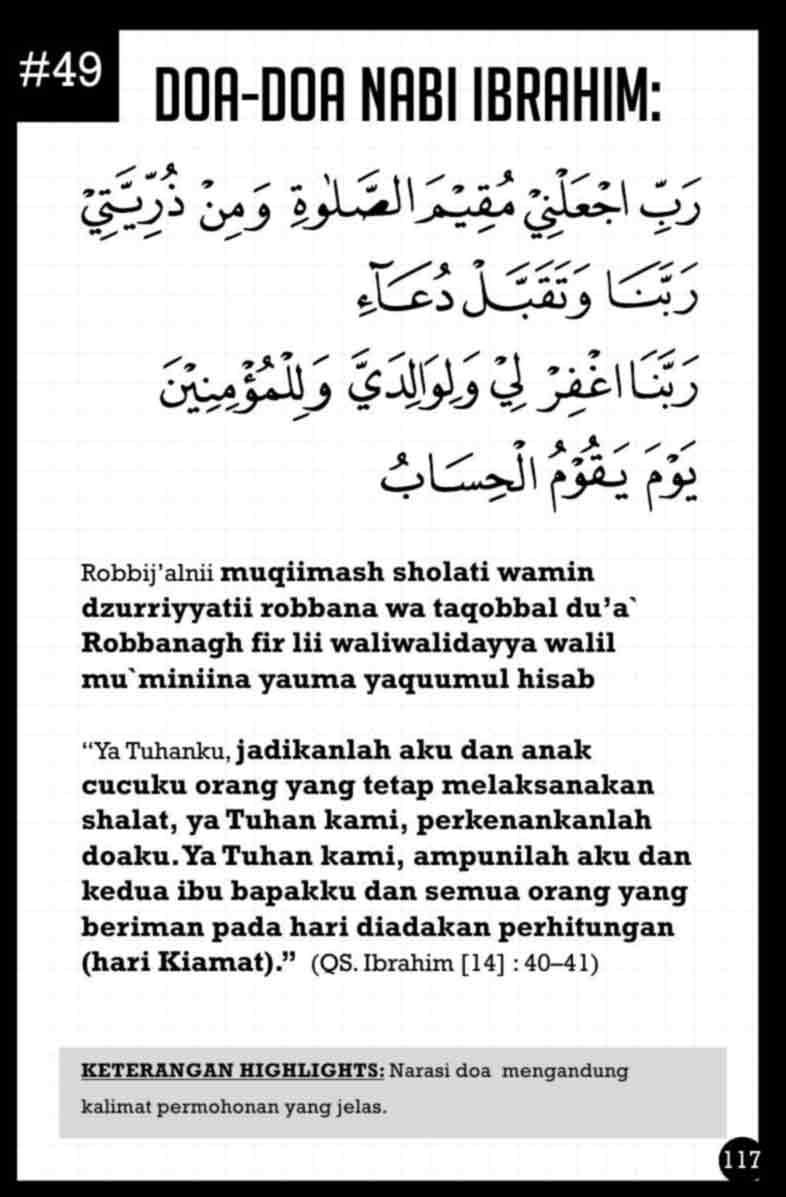 #49
DOA-DOA NABI IBRAHIM:
رَبِّ اجْعَلْنِيْ مُقِيْمَ الصَّلٰوةِ وَمِنْ ذُرِّيَّتِيْ
رَبَّنَا وَتَقَبَّلْ دُعَآءِ
رَبَّنَا اغْفِرْ لِيْ وَلِوَالِدَيَّ وَلِلْمُؤْمِنِيْنَ
يَوْمَ يَقُوْمُ الْحِسَابُ
Robbij’alnii muqiimash sholati wamin
dzurriyyatii robbana wa taqobbal du’a`
Robbanagh fir lii waliwalidayya walil
mu`miniina yauma yaquumul hisab
“Ya Tuhanku, jadikanlah aku dan anak
cucuku orang yang tetap melaksanakan
shalat, ya Tuhan kami, perkenankanlah
doaku. Ya Tuhan kami, ampunilah aku dan
kedua ibu bapakku dan semua orang yang
beriman pada hari diadakan perhitungan
(hari Kiamat).” (QS. Ibrahim [14] : 40–41)
KETERANGAN HIGHLIGHTS: Narasi doa mengandung
kalimat permohonan yang jelas.
117